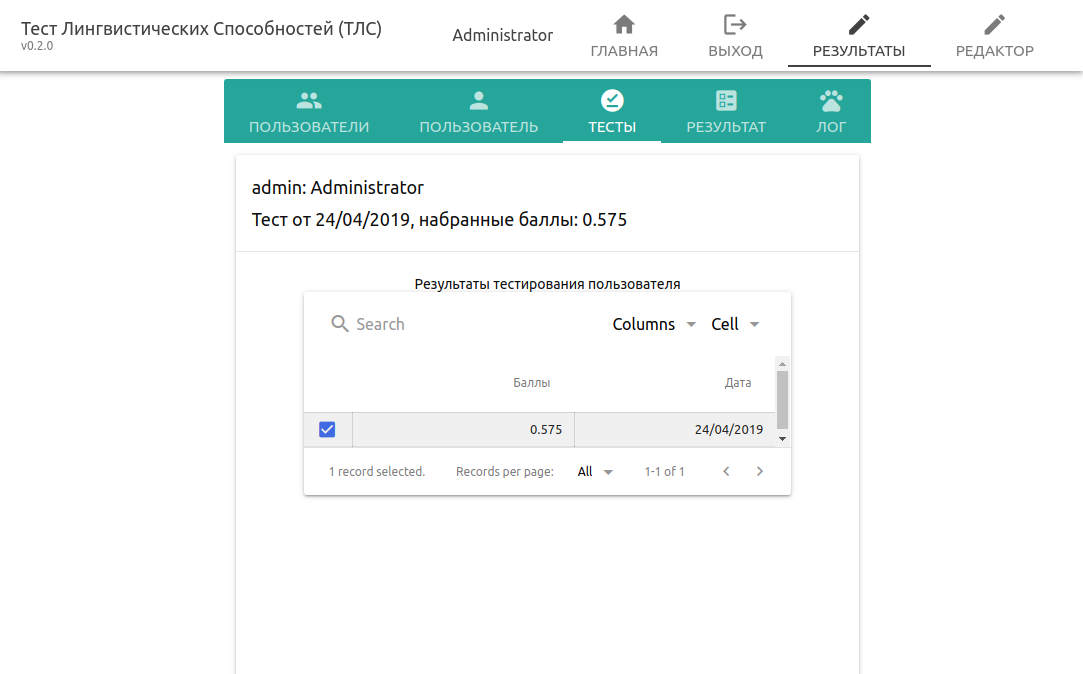 Тест Лингвистических Способностей (ТЛС)
v0.2.0
Administrator
ГЛАВНАЯ
ВЫХОД
РЕЗУЛЬТАТЫ
РЕДАКТОР
ПОЛЬЗОВАТЕЛИ
ПОЛЬЗОВАТЕЛЬ
ТЕСТЫ
РЕЗУЛЬТАТ
ЛОГ
admin: Administrator
Тест от 24/04/2019, набранные баллы: 0.575
Результаты тестирования пользователя
Search
Columns
Cell
Баллы
Дата
0.575
24/04/2019
1 record selected.
Records per page:
All
1-1 of 1